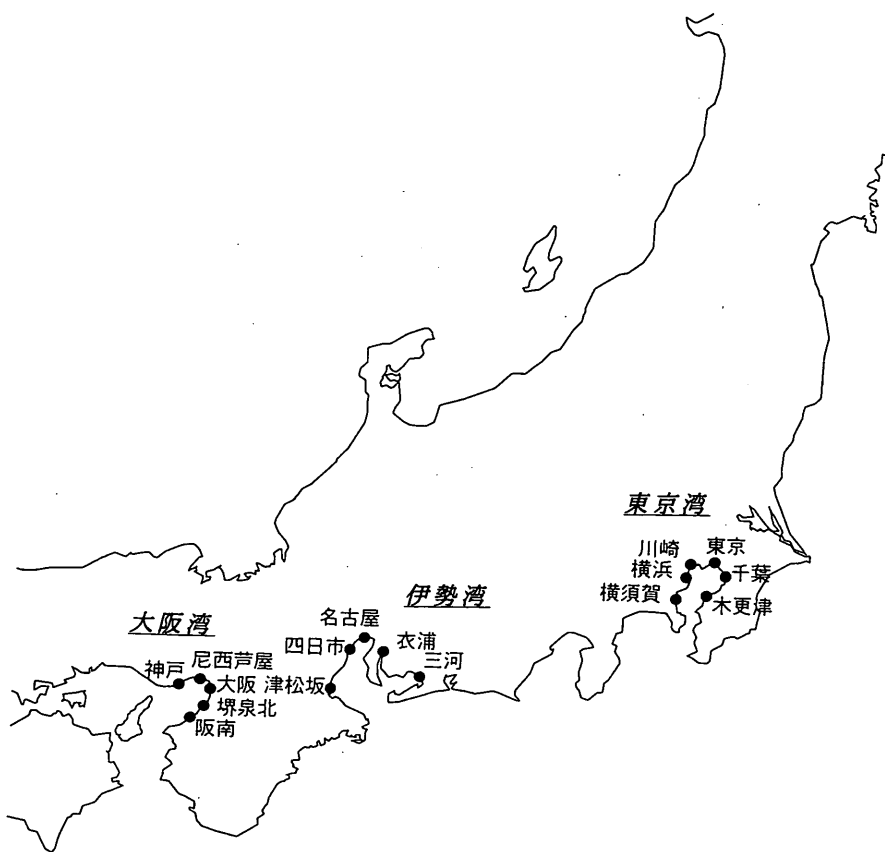 東京湾
川崎
東京
横浜
千葉
横須賀
木更津
伊勢湾
名古屋
四日市
衣浦
三河
津松坂
大阪湾
神戸
尼西芦屋
大阪
堺泉北
阪南